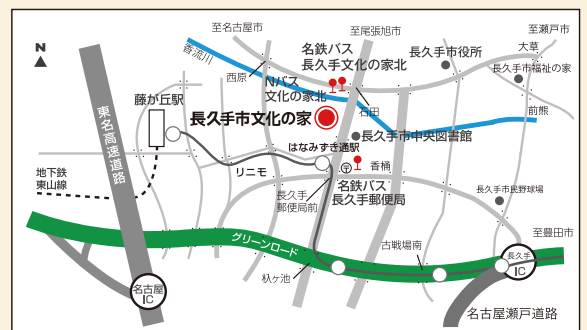 至名古屋市
至尾張旭市
至瀬戸市
N
香流川
名鉄バス
長久手文化の家北
長久手市役所
大草
西原
Nバス
文化の家北
長久手市福祉の家
藤が丘駅
石田
前熊
長久手市文化の家
長久手市中央図書館
東名高速道路
はなみずき通駅
香桶
地下鉄
東山線
リニモ
名鉄バス
長久手郵便局
長久手
郵便局前
長久手市民野球場
グリーンロード
古戦場南
至豊田市
杁ヶ池
長久手
IC
名古屋
IC
名古屋瀬戸道路